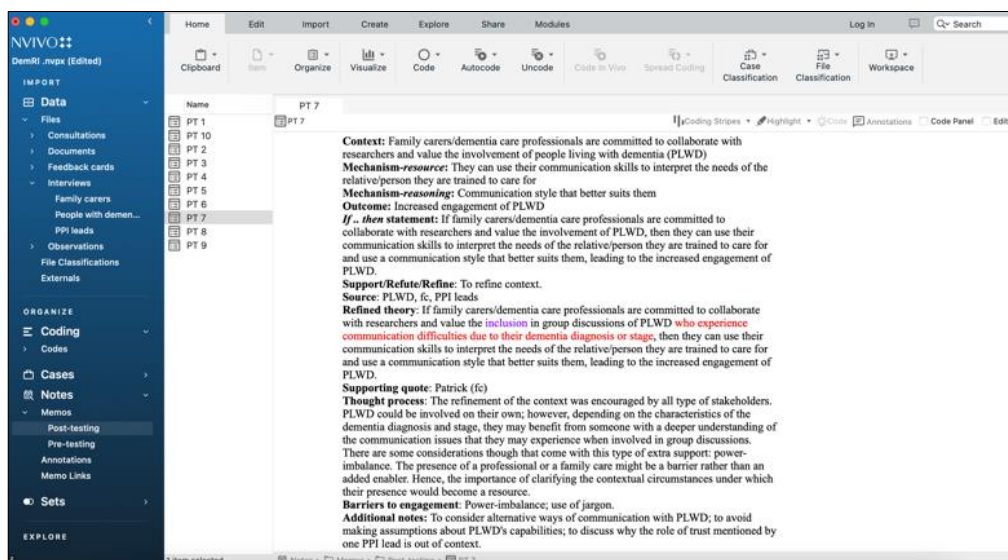 Home Edit Import Create Explore Share Modules Log In Search
NVIVO
DemRI .nvpx (Edited)
Clipboard Item Organize Visualize Code Autocode Uncode Code In Vivo Spread Coding Case Classification File Classification Workspace
IMPORT
Data
Files
Consultations
Documents
Feedback cards
Interviews
Family carers
People with demen...
PPI leads
Observations
File Classifications
Externals
ORGANIZE
Coding
Codes
Cases
Notes
Memos
Post-testing
Pre-testing
Annotations
Memo Links
Sets
EXPLORE
Name
PT 1
PT 10
PT 2
PT 3
PT 4
PT 5
PT 6
PT 7
PT 8
PT 9
PT 7
PT 7 Coding Stripes Highlight Code Annotations Code Panel Edit
Context: Family carers/dementia care professionals are committed to collaborate with
researchers and value the involvement of people living with dementia (PLWD)
Mechanism-resource: They can use their communication skills to interpret the needs of the
relative/person they are trained to care for
Mechanism-reasoning: Communication style that better suits them
Outcome: Increased engagement of PLWD
If .. then statement: If family carers/dementia care professionals are committed to
collaborate with researchers and value the involvement of PLWD, then they can use their
communication skills to interpret the needs of the relative/person they are trained to care for
and use a communication style that better suits them, leading to the increased engagement of
PLWD.
Support/Refute/Refine: To refine context.
Source: PLWD, fc, PPI leads
Refined theory: If family carers/dementia care professionals are committed to collaborate
with researchers and value the inclusion in group discussions of PLWD who experience
communication difficulties due to their dementia diagnosis or stage, then they can use their
communication skills to interpret the needs of the relative/person they are trained to care for
and use a communication style that better suits them, leading to the increased engagement of
PLWD.
Supporting quote: Patrick (fc)
Thought process: The refinement of the context was encouraged by all type of stakeholders.
PLWD could be involved on their own; however, depending on the characteristics of the
dementia diagnosis and stage, they may benefit from someone with a deeper understanding of
the communication issues that they may experience when involved in group discussions.
There are some considerations though that come with this type of extra support: power-
imbalance. The presence of a professional or a family care might be a barrier rather than an
added enabler. Hence, the importance of clarifying the contextual circumstances under which
their presence would become a resource.
Barriers to engagement: Power-imbalance; use of jargon.
Additional notes: To consider alternative ways of communication with PLWD; to avoid
making assumptions about PLWD's capabilities; to discuss why the role of trust mentioned by
one PPI lead is out of context.